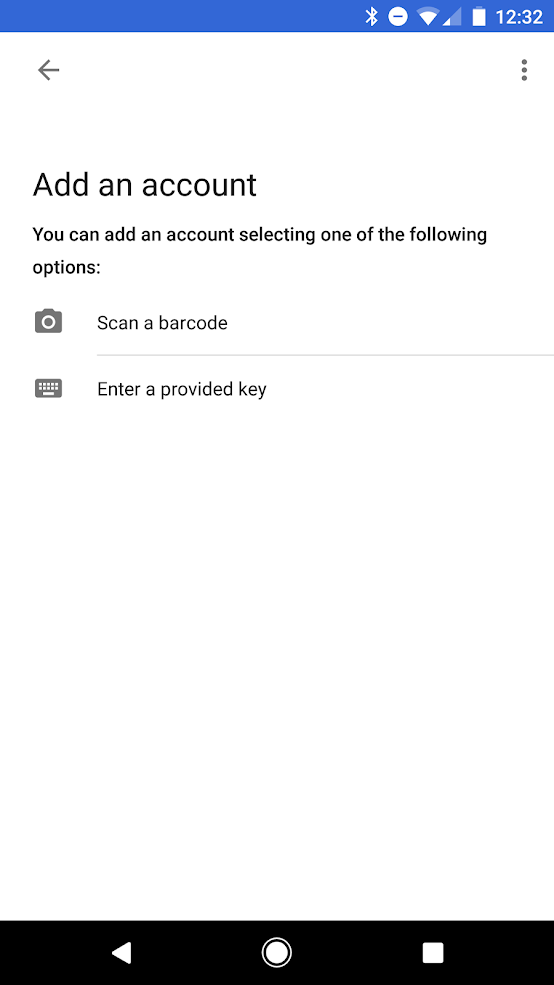 12:32
Add an account
You can add an account selecting one of the following
options:
Scan a barcode
Enter a provided key